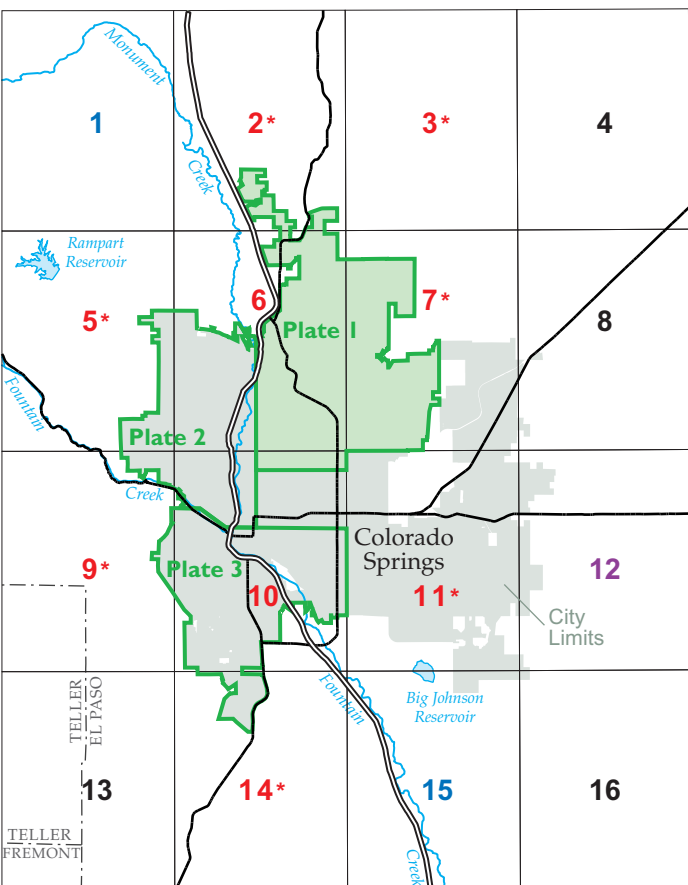 Monument
1
2*
3*
4
Creek
Rampart
Reservoir
5*
6
7*
8
Plate 1
Fountain
Plate 2
Creek
Colorado
Springs
9*
Plate 3
10
11*
12
City
Limits
TELLER
EL PASO
Fountain
Big Johnson
Reservoir
13
14*
15
16
TELLER
FREMONT
Creek